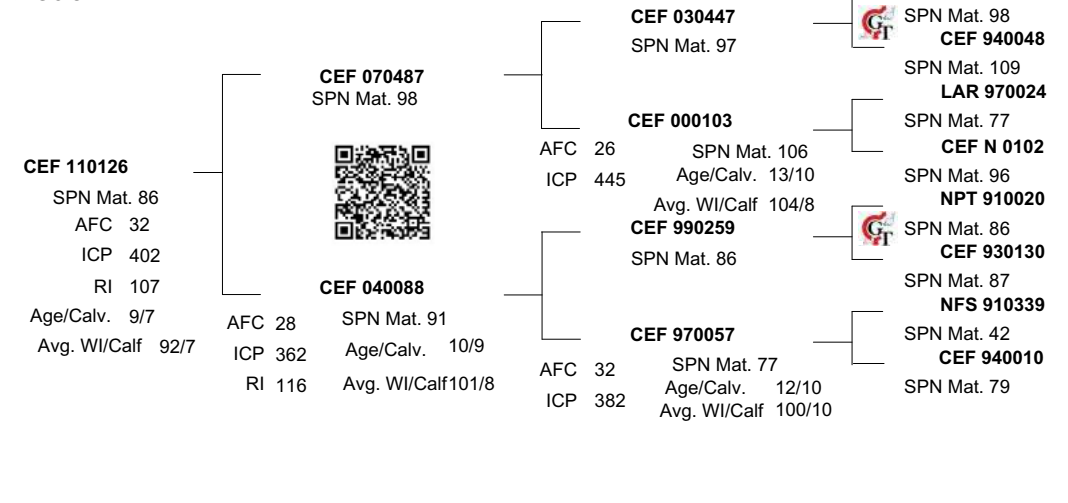 CEF 110126
SPN Mat. 86
AFC 32
ICP 402
RI 107
Age/Calv. 9/7
Avg. WI/Calf 92/7
CEF 070487
SPN Mat. 98
CEF 040088
AFC 28
SPN Mat. 91
ICP 362
Age/Calv. 10/9
RI 116
Avg. WI/Calf101/8
CEF 030447
SPN Mat. 97
CEF 000103
AFC 26
SPN Mat. 106
ICP 445
Age/Calv. 13/10
Avg. WI/Calf 104/8
CEF 990259
SPN Mat. 86
CEF 970057
AFC 32
SPN Mat. 77
ICP 382
Age/Calv. 12/10
Avg. WI/Calf 100/10
GT
SPN Mat. 98
CEF 940048
SPN Mat. 109
LAR 970024
SPN Mat. 77
CEF N 0102
SPN Mat. 96
NPT 910020
GT
SPN Mat. 86
CEF 930130
SPN Mat. 87
NFS 910339
SPN Mat. 42
CEF 940010
SPN Mat. 79